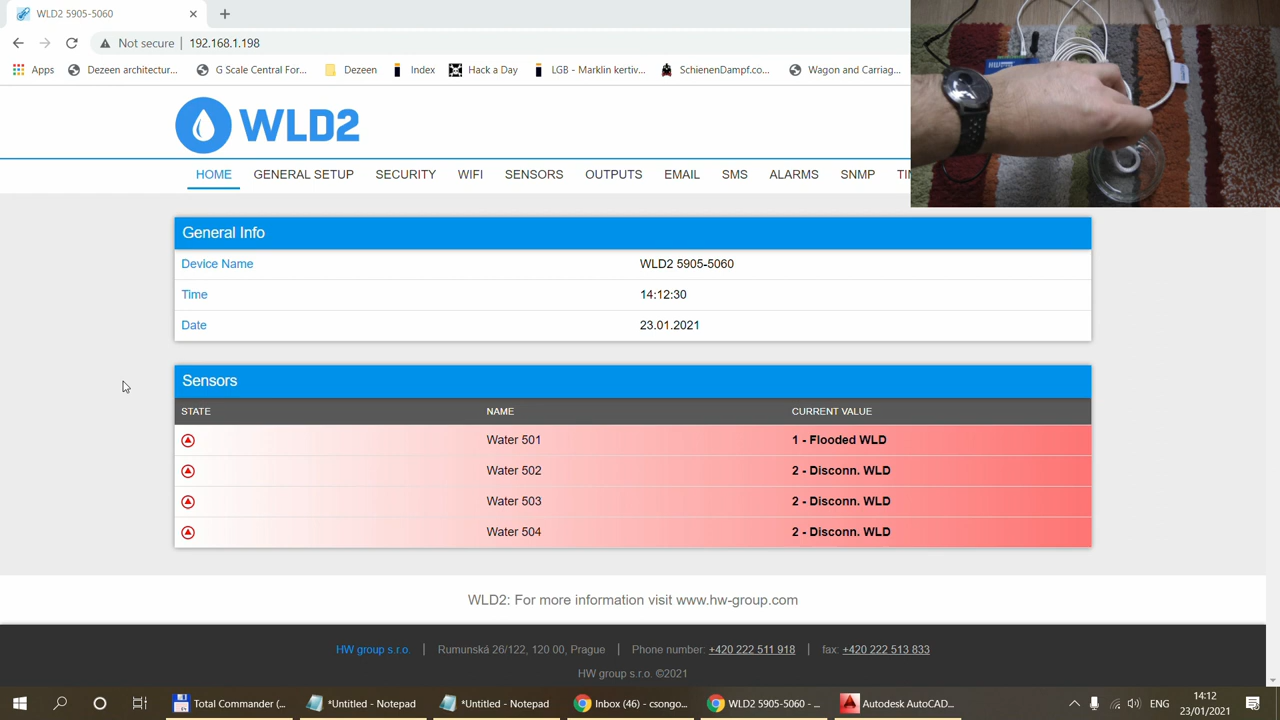 WLD2 5905-5060
Not secure | 192.168.1.198
Apps
Dezeen architectur...
G Scale Central For...
Dezeen
Index
Hack a Day
LGB - Marklin kertiv...
SchienenDampf.co...
Wagon and Carriag...
WLD2
HOME GENERAL SETUP SECURITY WIFI SENSORS OUTPUTS EMAIL SMS ALARMS SNMP
General Info
Device Name WLD2 5905-5060
Time 14:12:30
Date 23.01.2021
Sensors
STATE NAME CURRENT VALUE
Water 501 1 - Flooded WLD
Water 502 2 - Disconn. WLD
Water 503 2 - Disconn. WLD
Water 504 2 - Disconn. WLD
WLD2: For more information visit www.hw-group.com
HW group s.r.o. | Rumunská 26/122, 120 00, Prague | Phone number: +420 222 511 918 | fax: +420 222 513 833
HW group s.r.o. ©2021
Total Commander (...
*Untitled - Notepad
*Untitled - Notepad
Inbox (46) - csongo...
WLD2 5905-5060 - ...
Autodesk AutoCAD...
ENG
14:12
23/01/2021